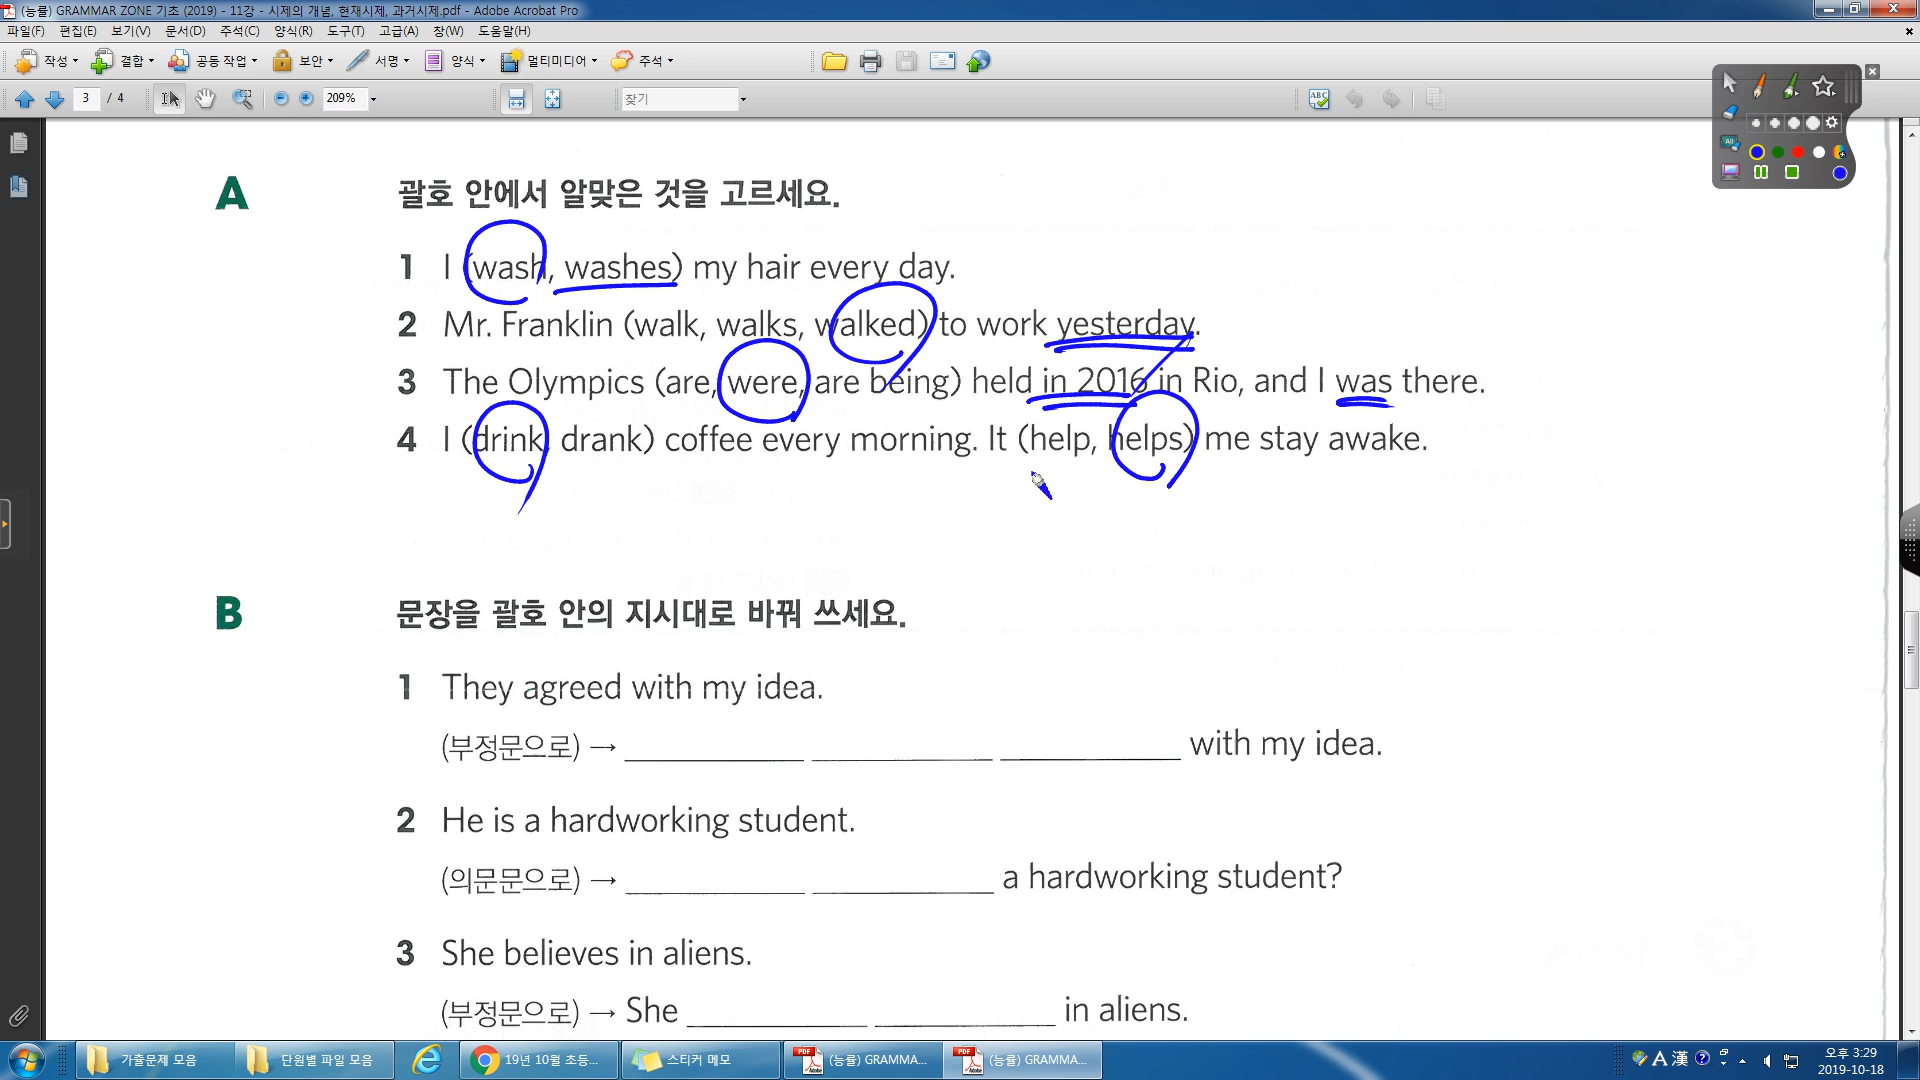 (능률) GRAMMAR ZONE 기초 (2019) - 11강 - 시제의 개념, 현재시제, 과거시제.pdf - Adobe Acrobat Pro
파일(F) 편집(E) 보기(V) 문서(D) 주석(C) 양식(R) 도구(T) 고급(A) 창(W) 도움말(H)
작성 결합 공동 작업 보안 서명 양식 멀티미디어 주석
3 / 4 209% 찾기
A 괄호 안에서 알맞은 것을 고르세요.
1 I (wash, washes) my hair every day.
2 Mr. Franklin (walk, walks, walked) to work yesterday.
3 The Olympics (are, were, are being) held in 2016 in Rio, and I was there.
4 I (drink, drank) coffee every morning. It (help, helps) me stay awake.
B 문장을 괄호 안의 지시대로 바꿔 쓰세요.
1 They agreed with my idea.
(부정문으로) → ______ ______ ______ with my idea.
2 He is a hardworking student.
(의문문으로) → ______ ______ a hardworking student?
3 She believes in aliens.
(부정문으로) → She ______ ______ in aliens.
가출문제 모음 단원별 파일 모음 19년 10월 초등... 스티커 메모 (능률) GRAMMA... (능률) GRAMMA... A 漢 오후 3:29
2019-10-18